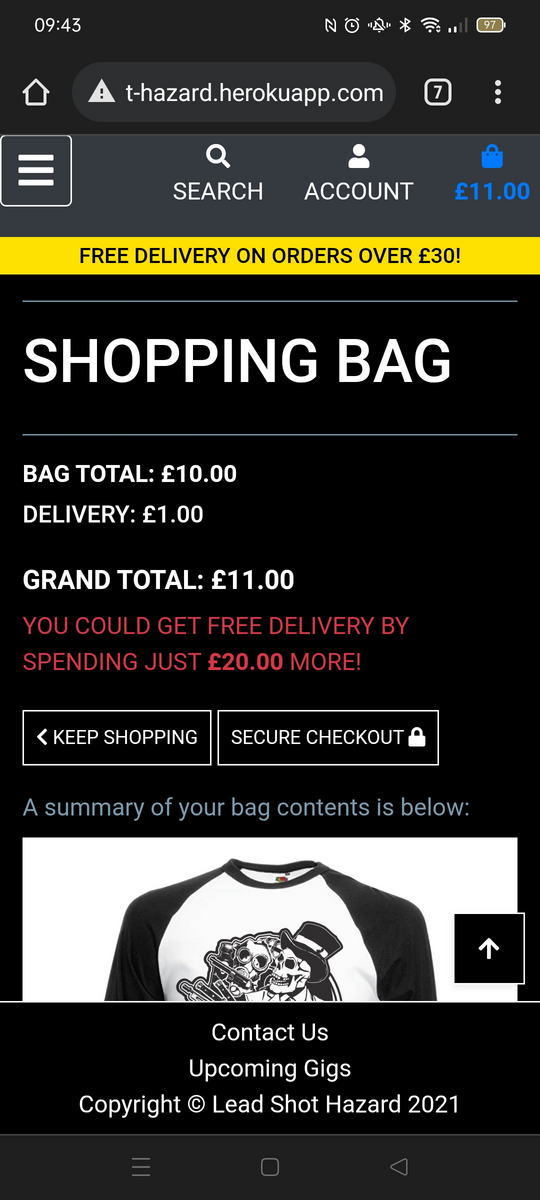 09:43
97
t-hazard.herokuapp.com
7
SEARCH
ACCOUNT
£11.00
FREE DELIVERY ON ORDERS OVER £30!
SHOPPING BAG
BAG TOTAL: £10.00
DELIVERY: £1.00
GRAND TOTAL: £11.00
YOU COULD GET FREE DELIVERY BY
SPENDING JUST £20.00 MORE!
KEEP SHOPPING
SECURE CHECKOUT
A summary of your bag contents is below:
Contact Us
Upcoming Gigs
Copyright © Lead Shot Hazard 2021